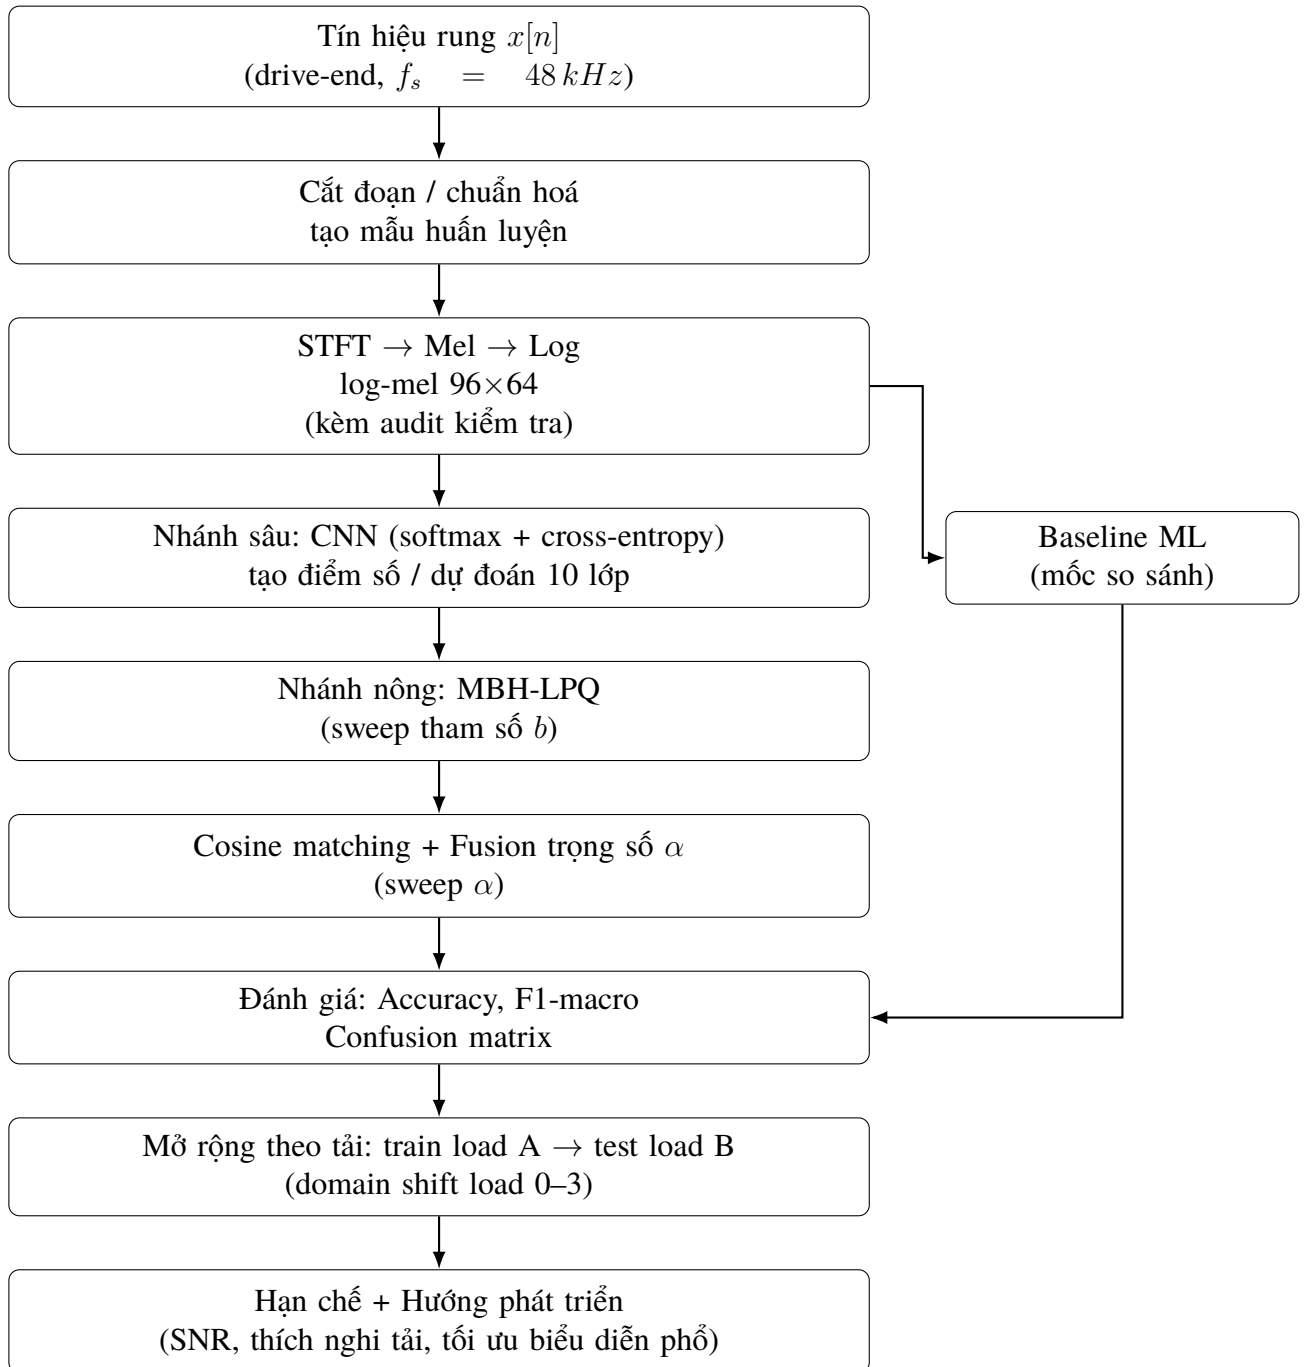 Tín hiệu rung x[n]
(drive-end, f_s = 48 kHz)
Cắt đoạn / chuẩn hoá
tạo mẫu huấn luyện
STFT → Mel → Log
log-mel 96×64
(kèm audit kiểm tra)
Nhánh sâu: CNN (softmax + cross-entropy)
tạo điểm số / dự đoán 10 lớp
Baseline ML
(mốc so sánh)
Nhánh nông: MBH-LPQ
(sweep tham số b)
Cosine matching + Fusion trọng số α
(sweep α)
Đánh giá: Accuracy, F1-macro
Confusion matrix
Mở rộng theo tải: train load A → test load B
(domain shift load 0–3)
Hạn chế + Hướng phát triển
(SNR, thích nghi tải, tối ưu biểu diễn phổ)